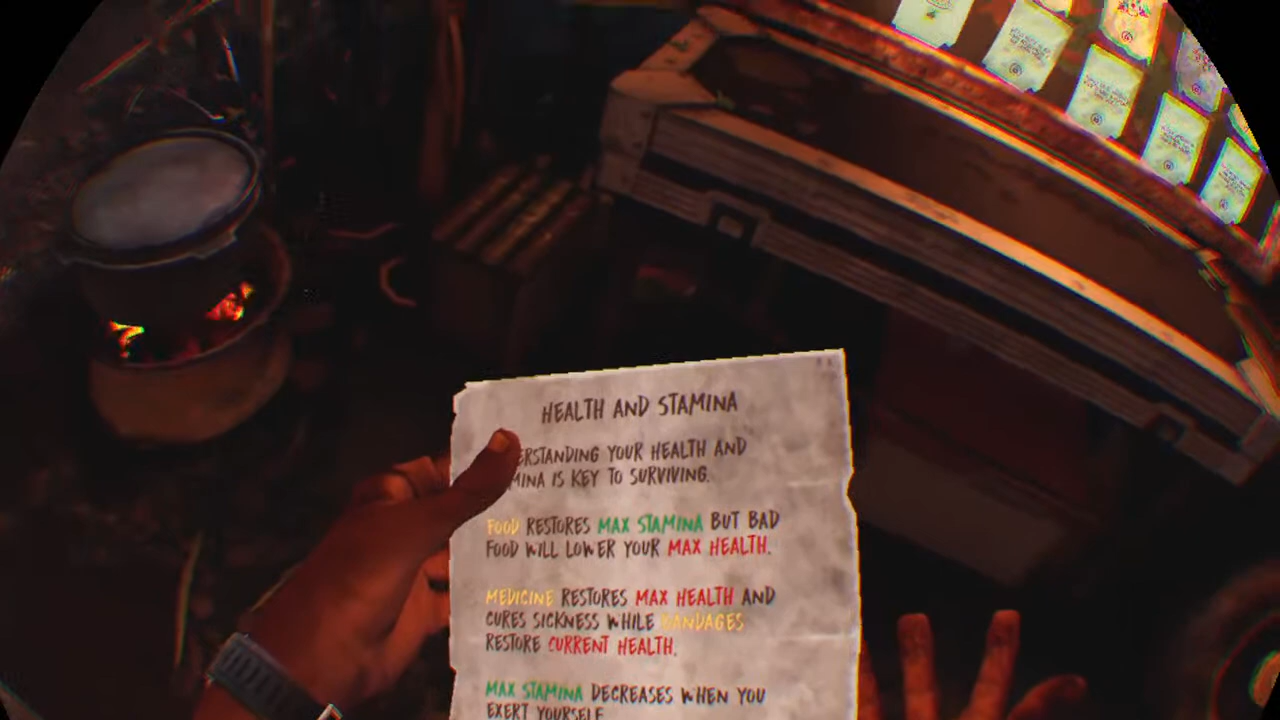 HEALTH AND STAMINA
ERSTANDING YOUR HEALTH AND
MINA IS KEY TO SURVIVING.
FOOD RESTORES MAX STAMINA BUT BAD
FOOD WILL LOWER YOUR MAX HEALTH.
MEDICINE RESTORES MAX HEALTH AND
CURES SICKNESS WHILE BANDAGES
RESTORE CURRENT HEALTH.
MAX STAMINA DECREASES WHEN YOU
EXERT YOURSELF